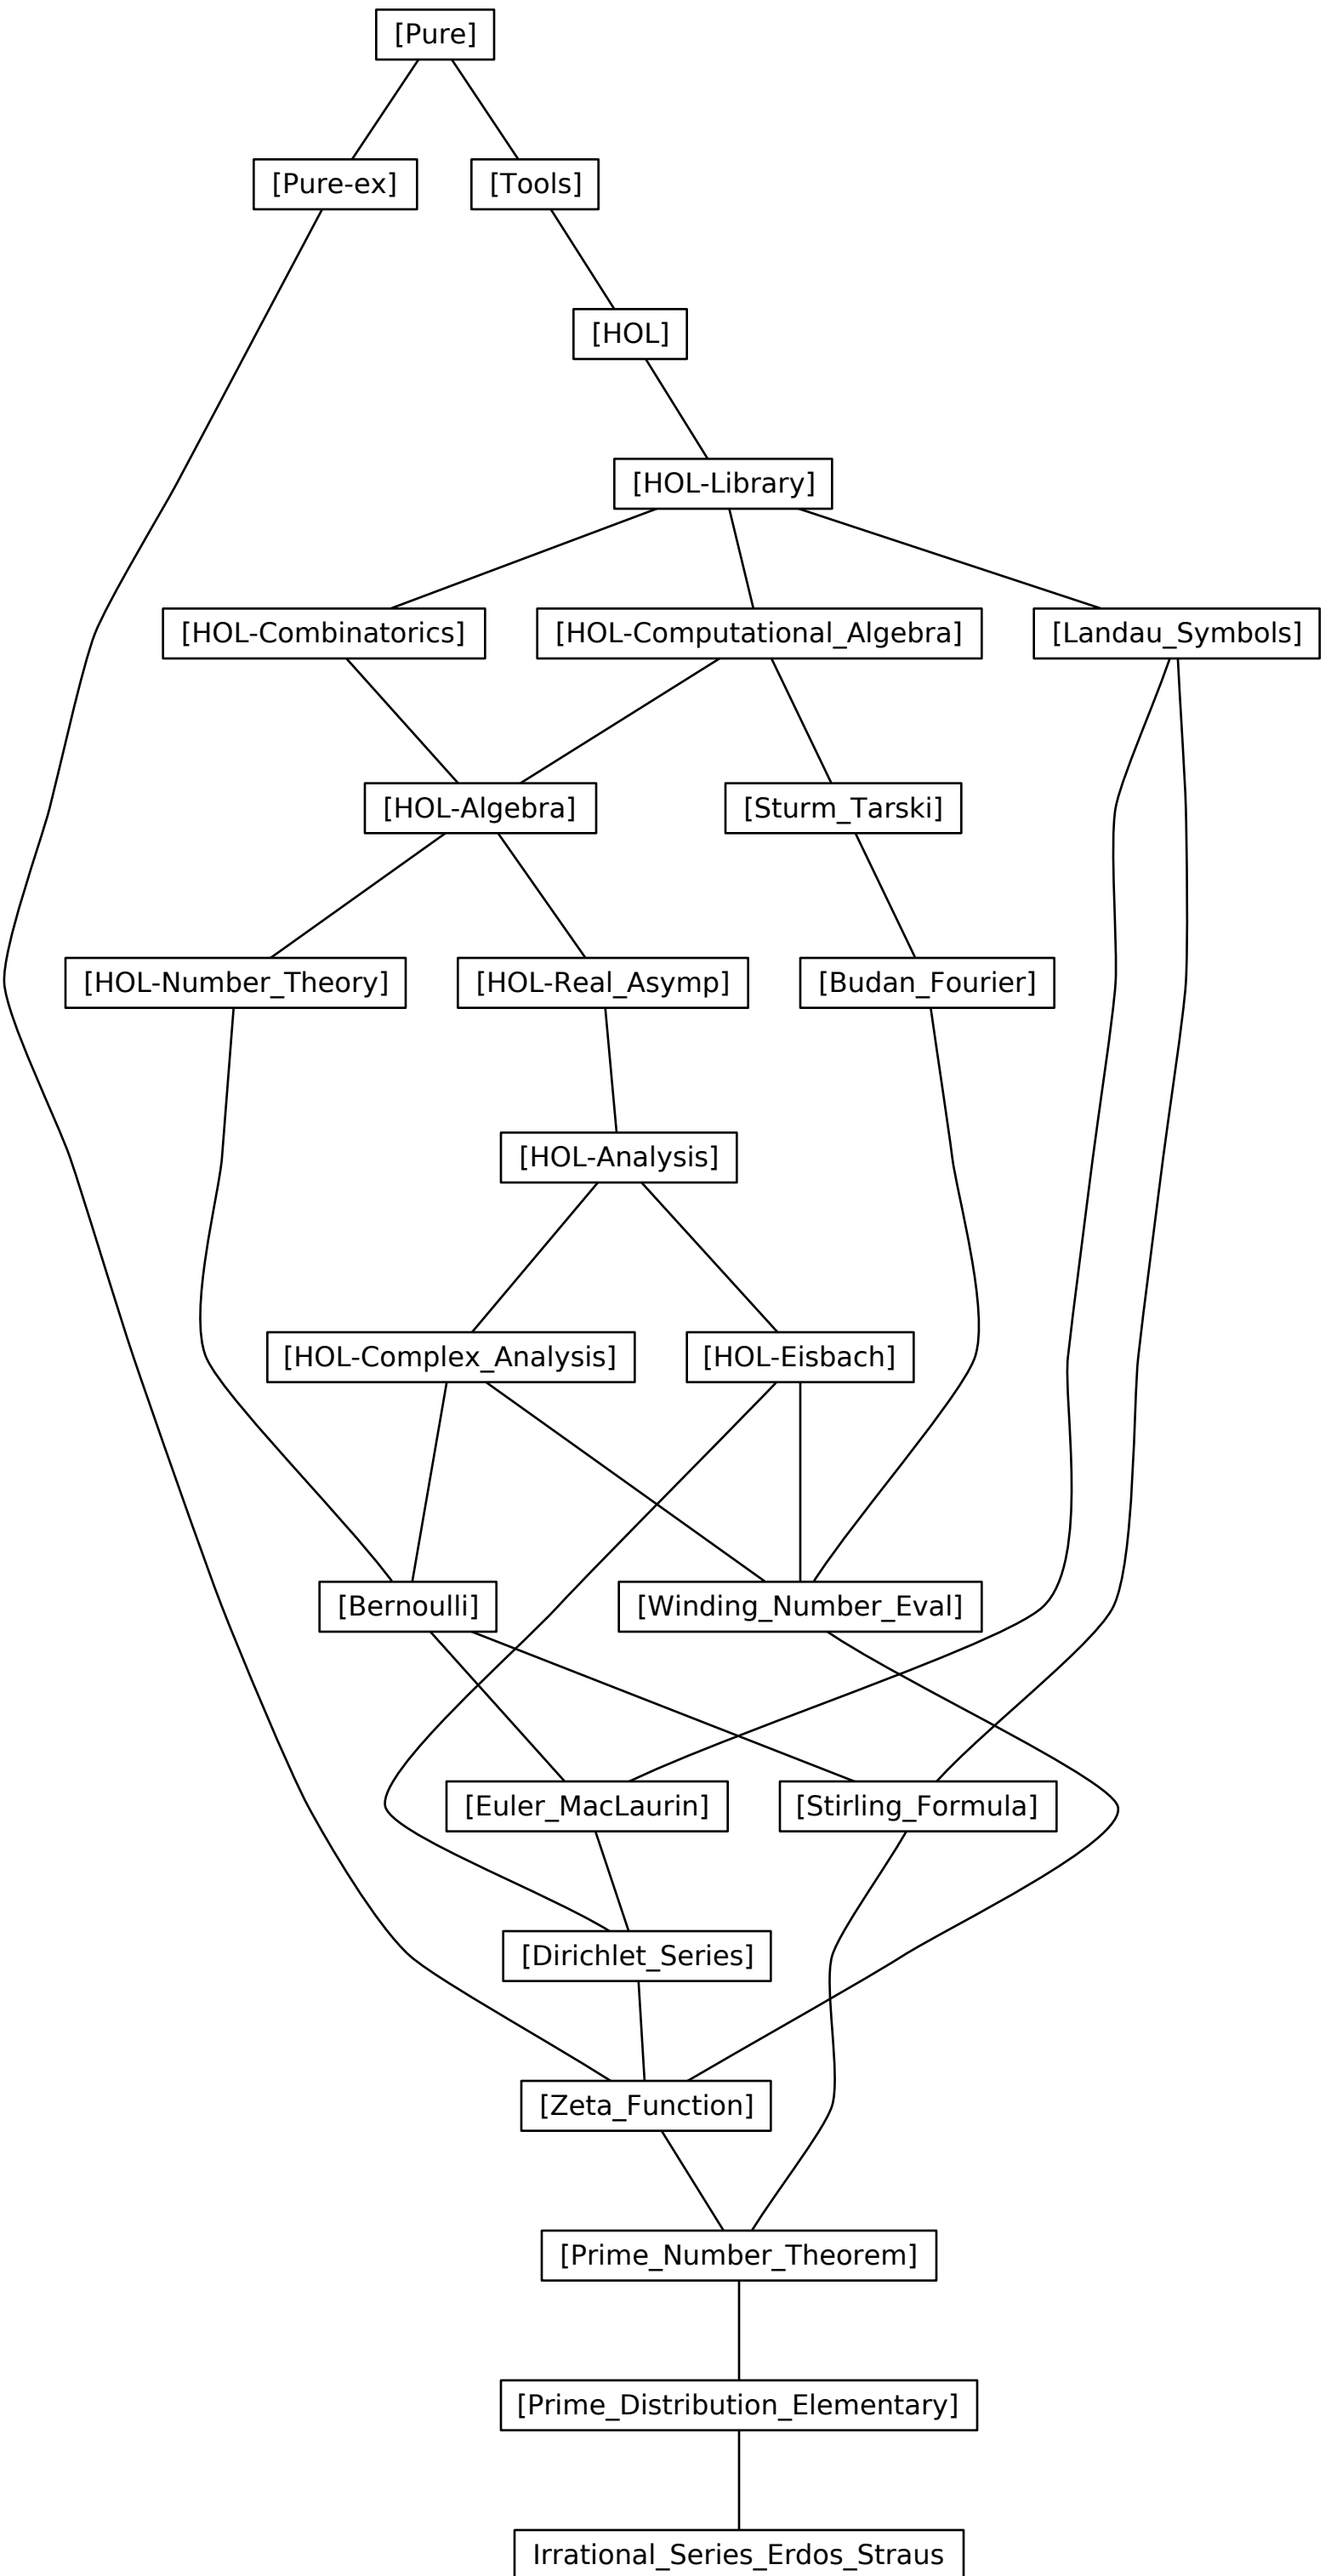 [Pure]
[Pure-ex]
[Tools]
[HOL]
[HOL-Library]
[HOL-Combinatorics]
[HOL-Computational_Algebra]
[Landau_Symbols]
[HOL-Algebra]
[Sturm_Tarski]
[HOL-Number_Theory]
[HOL-Real_Asymp]
[Budan_Fourier]
[HOL-Analysis]
[HOL-Complex_Analysis]
[HOL-Eisbach]
[Bernoulli]
[Winding_Number_Eval]
[Euler_MacLaurin]
[Stirling_Formula]
[Dirichlet_Series]
[Zeta_Function]
[Prime_Number_Theorem]
[Prime_Distribution_Elementary]
Irrational_Series_Erdos_Straus